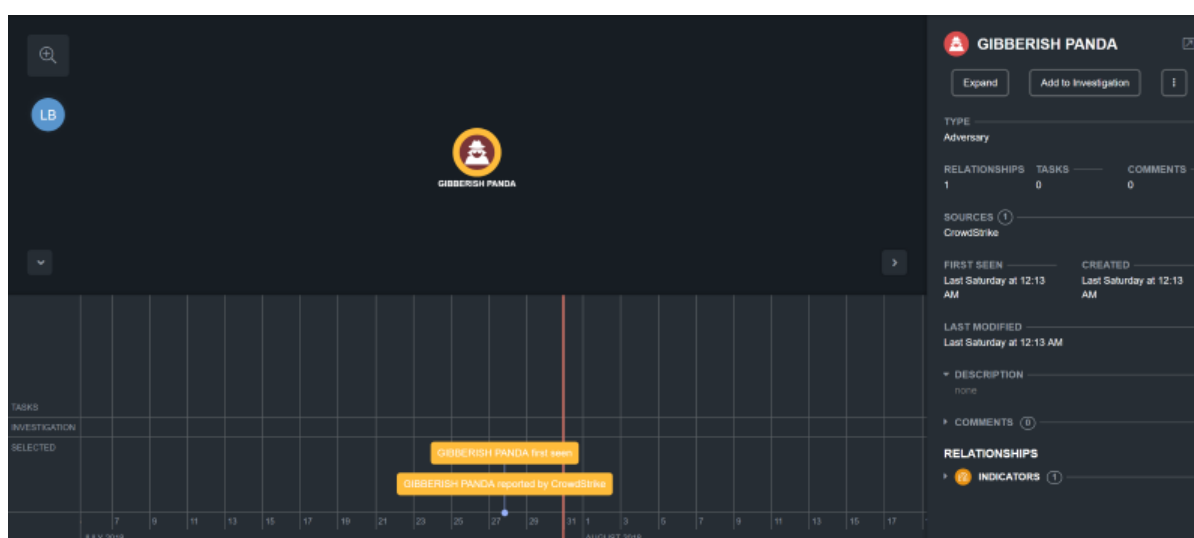 LB
GIBBERISH PANDA
TASKS
INVESTIGATION
SELECTED
GIBBERISH PANDA first seen
GIBBERISH PANDA reported by CrowdStrike
7 9 11 13 15 17 19 21 23 25 27 29 31 1 3 5 7 9 11 13 15 17
GIBBERISH PANDA
Expand Add to Investigation
TYPE
Adversary
RELATIONSHIPS TASKS COMMENTS
1 0 0
SOURCES 1
CrowdStrike
FIRST SEEN CREATED
Last Saturday at 12:13 Last Saturday at 12:13
AM AM
LAST MODIFIED
Last Saturday at 12:13 AM
DESCRIPTION
none
COMMENTS 0
RELATIONSHIPS
INDICATORS 1